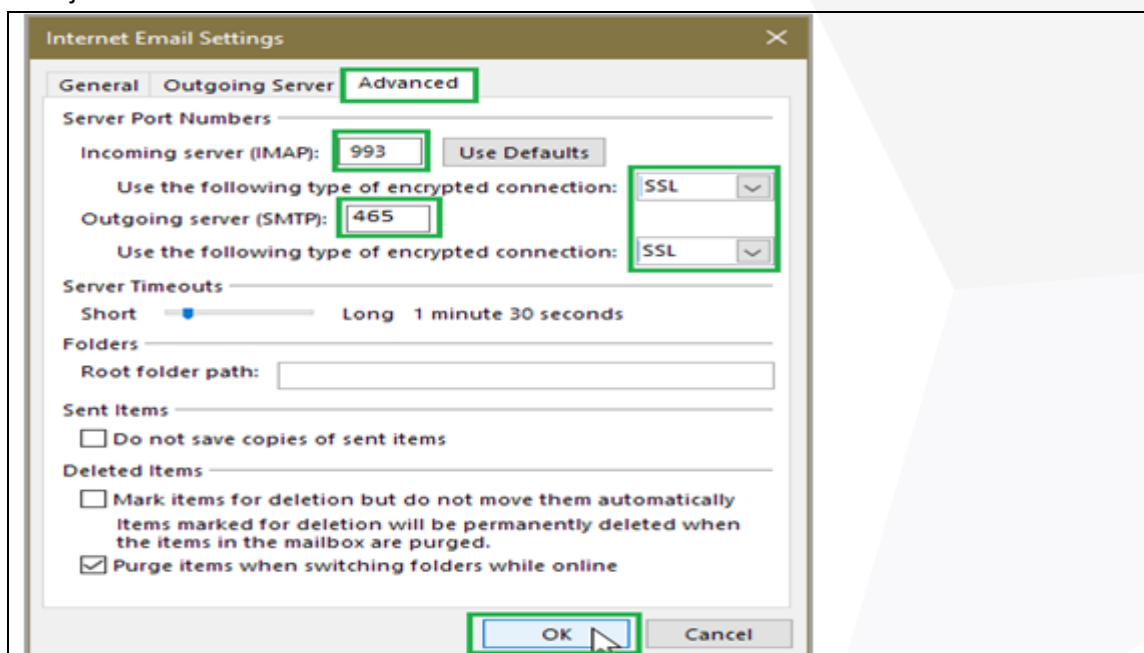 Internet Email Settings
General Outgoing Server Advanced
Server Port Numbers
Incoming server (IMAP): 993 Use Defaults
Use the following type of encrypted connection: SSL
Outgoing server (SMTP): 465
Use the following type of encrypted connection: SSL
Server Timeouts
Short Long 1 minute 30 seconds
Folders
Root folder path:
Sent Items
Do not save copies of sent items
Deleted Items
Mark items for deletion but do not move them automatically
Items marked for deletion will be permanently deleted when
the items in the mailbox are purged.
Purge items when switching folders while online
OK Cancel